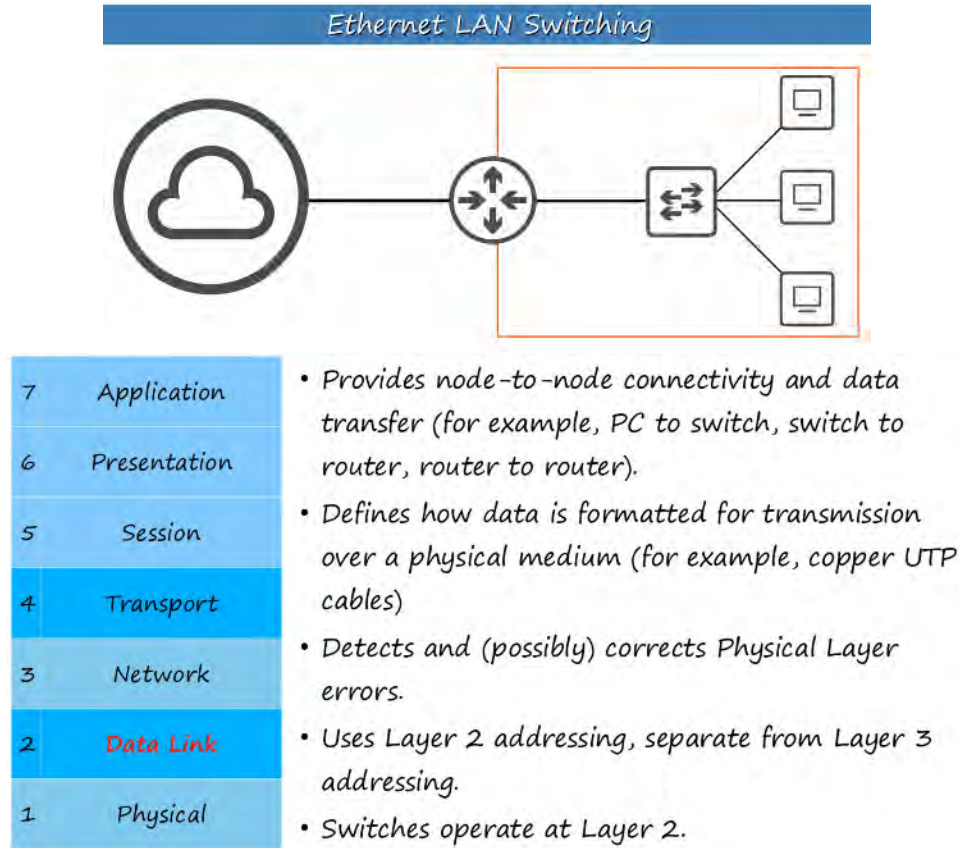 Ethernet LAN Switching
7 Application
6 Presentation
5 Session
4 Transport
3 Network
2 Data Link
1 Physical
• Provides node-to-node connectivity and data
transfer (for example, PC to switch, switch to
router, router to router).
• Defines how data is formatted for transmission
over a physical medium (for example, copper UTP
cables)
• Detects and (possibly) corrects Physical Layer
errors.
• Uses Layer 2 addressing, separate from Layer 3
addressing.
• Switches operate at Layer 2.